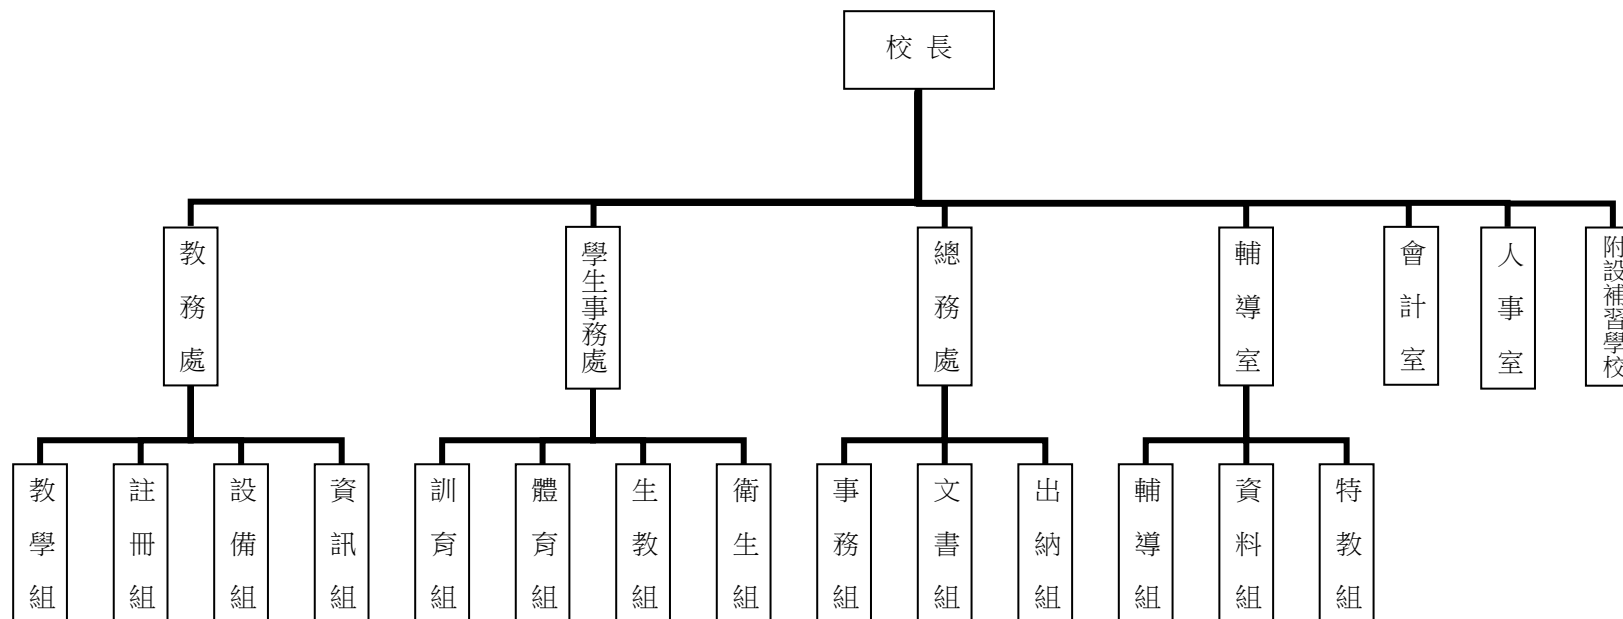 校長
教務處
學生事務處
總務處
輔導室
會計室
人事室
附設補習學校
教學組
註冊組
設備組
資訊組
訓育組
體育組
生教組
衛生組
事務組
文書組
出納組
輔導組
資料組
特教組